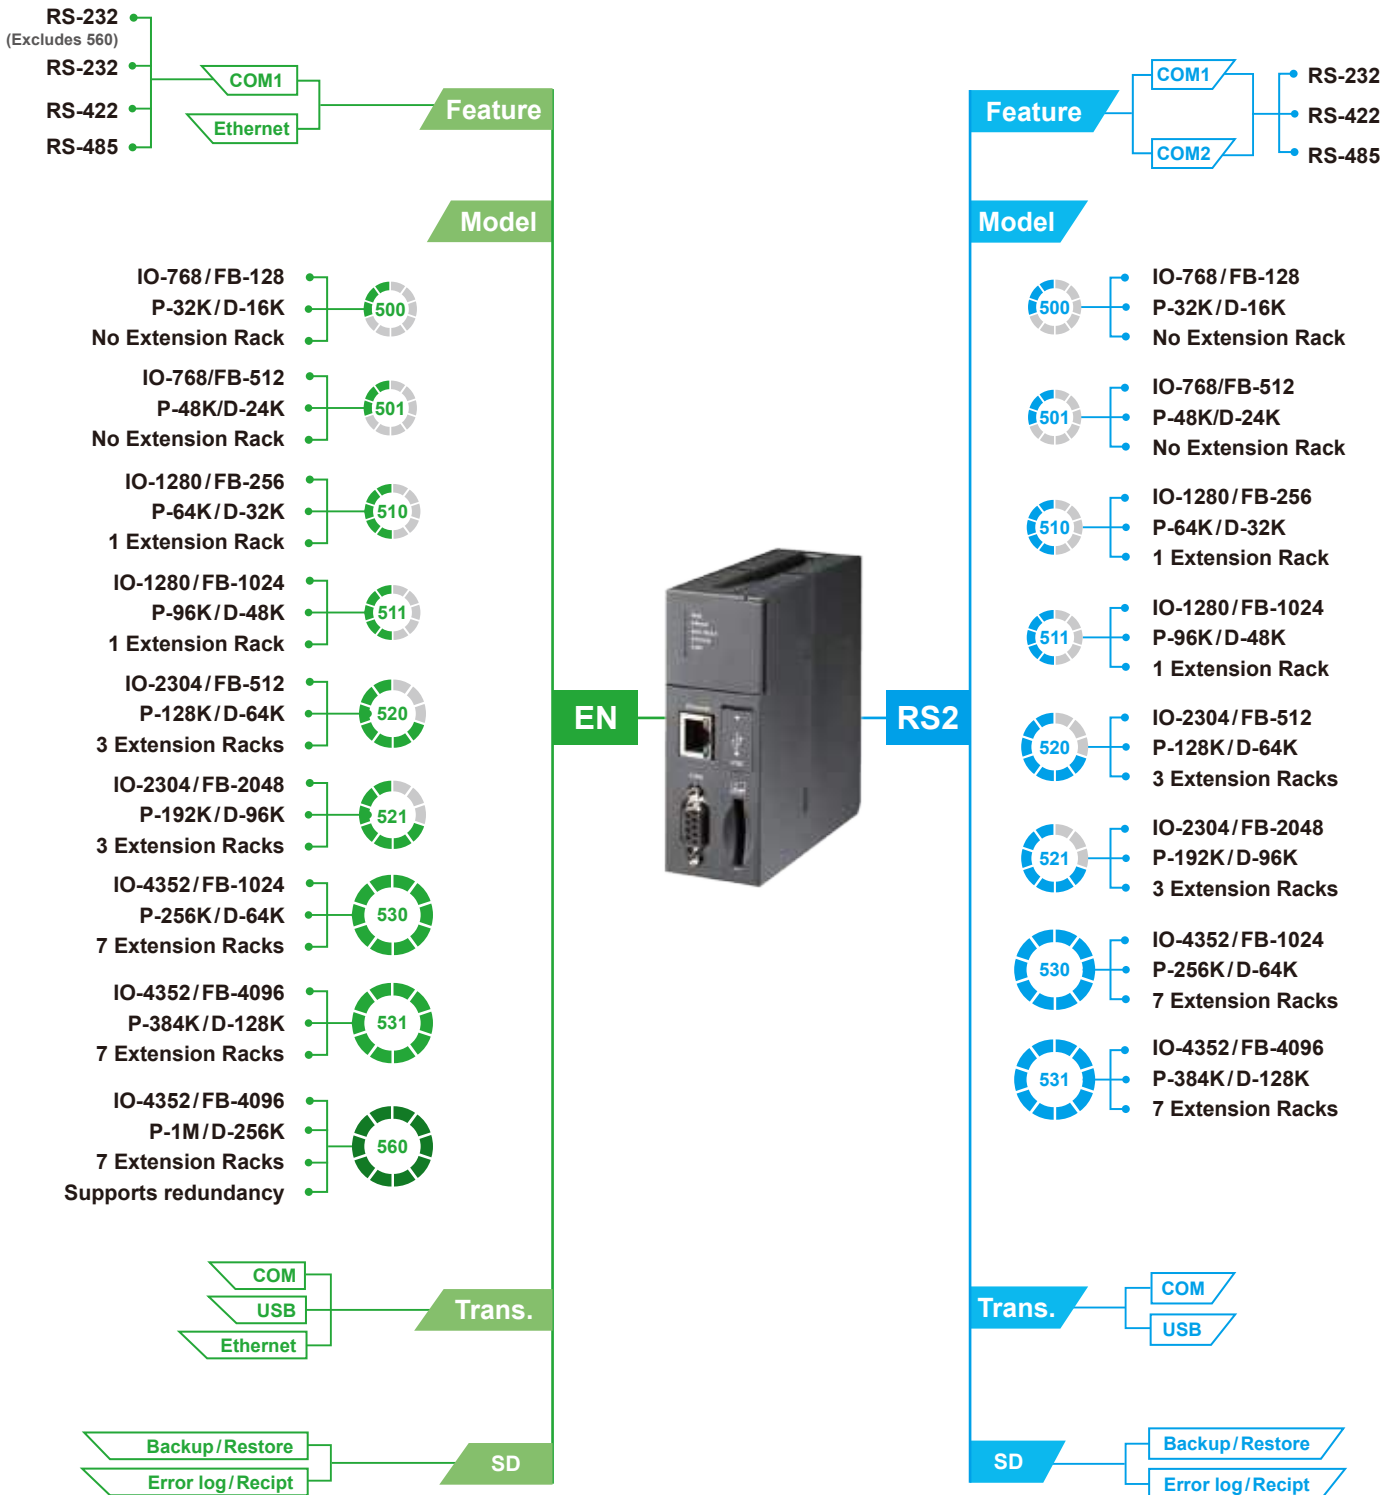 RS-232
(Excludes 560)
RS-232
RS-422
RS-485
COM1
Ethernet
Feature
Model
IO-768/FB-128
P-32K/D-16K
No Extension Rack
500
IO-768/FB-512
P-48K/D-24K
No Extension Rack
501
IO-1280/FB-256
P-64K/D-32K
1 Extension Rack
510
IO-1280/FB-1024
P-96K/D-48K
1 Extension Rack
511
IO-2304/FB-512
P-128K/D-64K
3 Extension Racks
520
IO-2304/FB-2048
P-192K/D-96K
3 Extension Racks
521
IO-4352/FB-1024
P-256K/D-64K
7 Extension Racks
530
IO-4352/FB-4096
P-384K/D-128K
7 Extension Racks
531
IO-4352/FB-4096
P-1M/D-256K
7 Extension Racks
Supports redundancy
560
COM
USB
Ethernet
Trans.
Backup/Restore
Error log/Recipt
SD
EN
RS2
Feature
COM1
COM2
RS-232
RS-422
RS-485
Model
500
IO-768/FB-128
P-32K/D-16K
No Extension Rack
501
IO-768/FB-512
P-48K/D-24K
No Extension Rack
510
IO-1280/FB-256
P-64K/D-32K
1 Extension Rack
511
IO-1280/FB-1024
P-96K/D-48K
1 Extension Rack
520
IO-2304/FB-512
P-128K/D-64K
3 Extension Racks
521
IO-2304/FB-2048
P-192K/D-96K
3 Extension Racks
530
IO-4352/FB-1024
P-256K/D-64K
7 Extension Racks
531
IO-4352/FB-4096
P-384K/D-128K
7 Extension Racks
Trans.
COM
USB
SD
Backup/Restore
Error log/Recipt